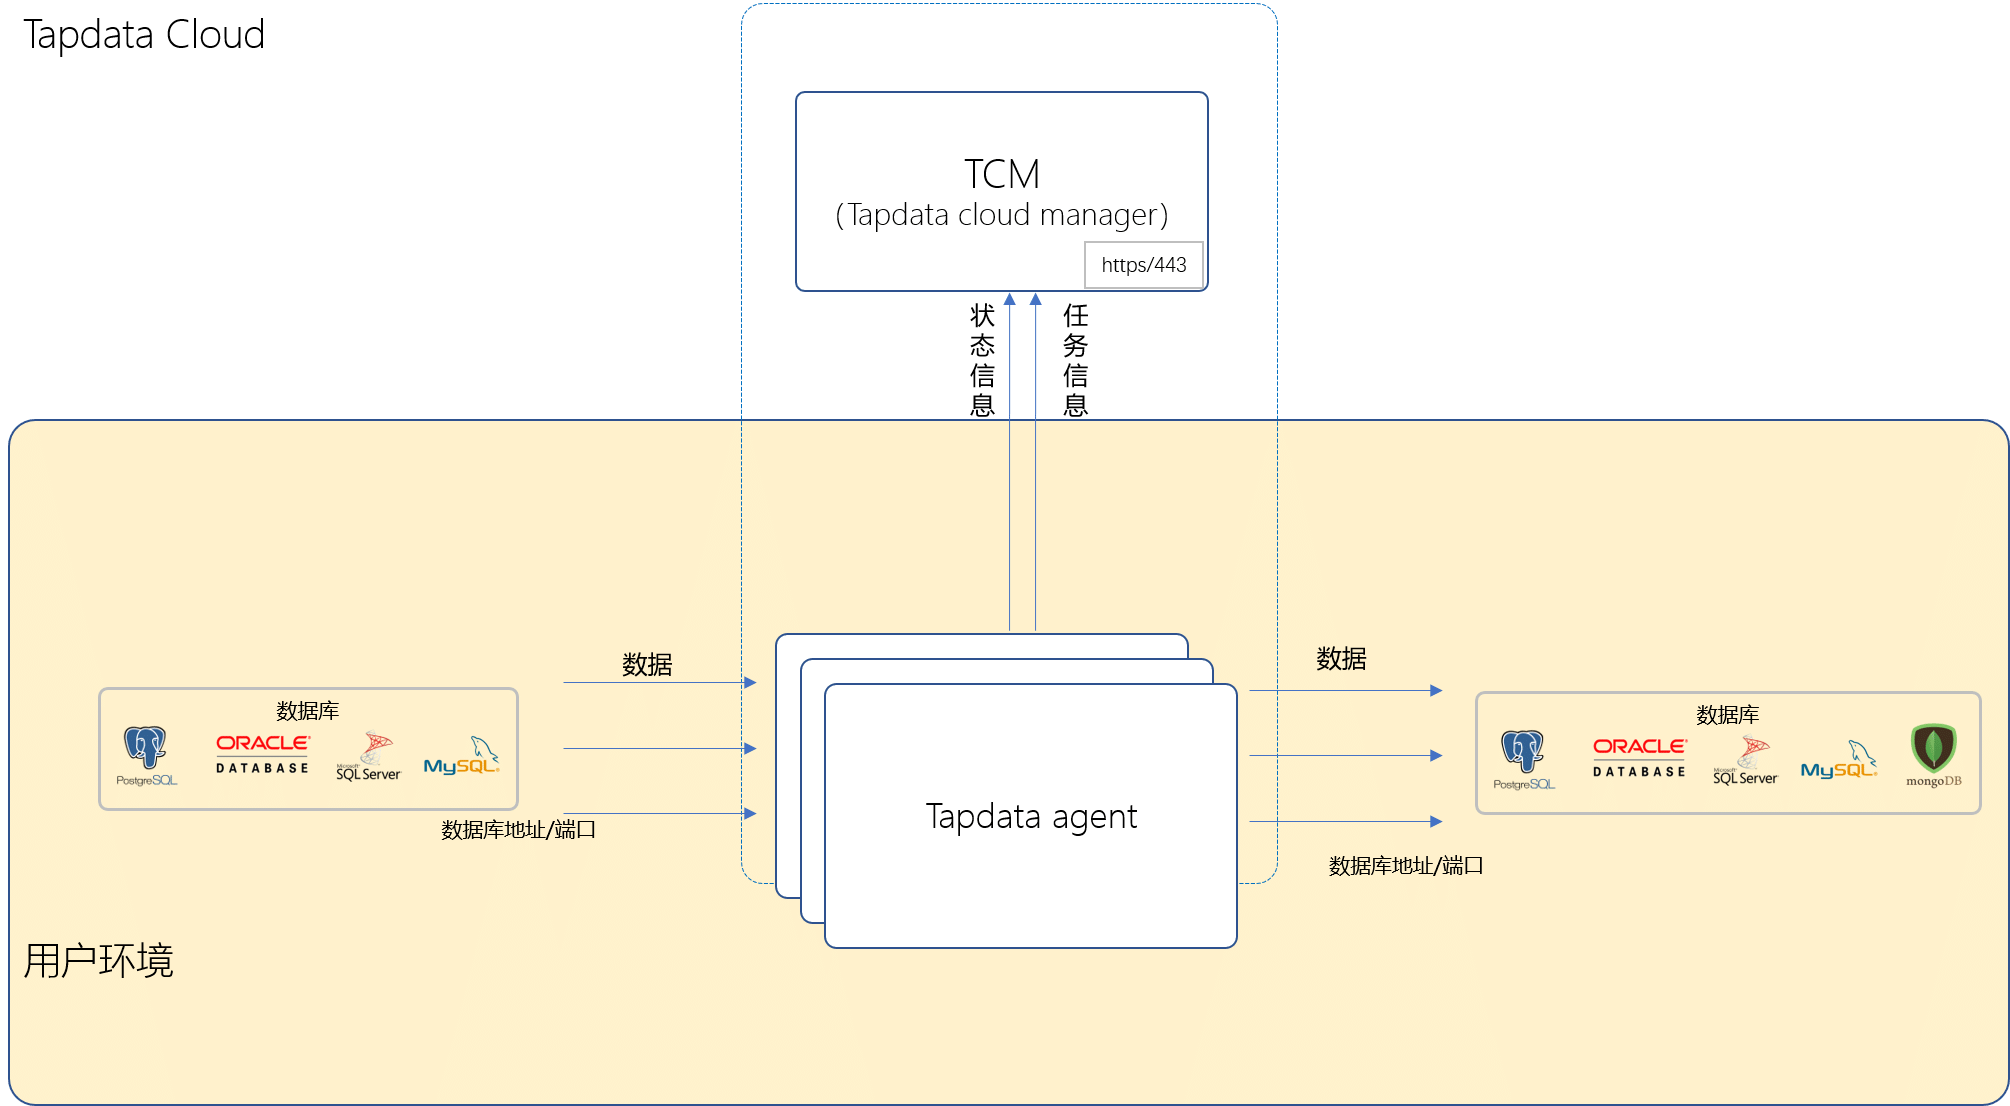 Tapdata Cloud
TCM
(Tapdata cloud manager)
https/443
状态信息
任务信息
数据
数据
数据库
PostgreSQL
ORACLE®
DATABASE
Microsoft®
SQL Server
MySQL®
数据库地址/端口
Tapdata agent
数据库
PostgreSQL
ORACLE®
DATABASE
Microsoft®
SQL Server
MySQL®
mongoDB
数据库地址/端口
用户环境